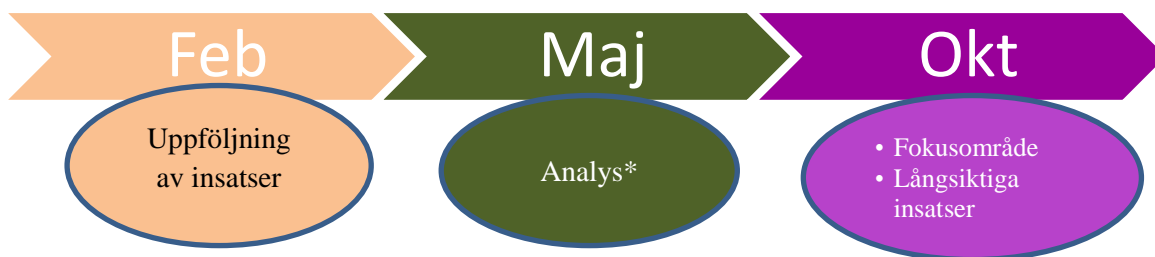 Feb
Maj
Okt
Uppföljning
av insatser
Analys*
• Fokusområde
• Långsiktiga
insatser